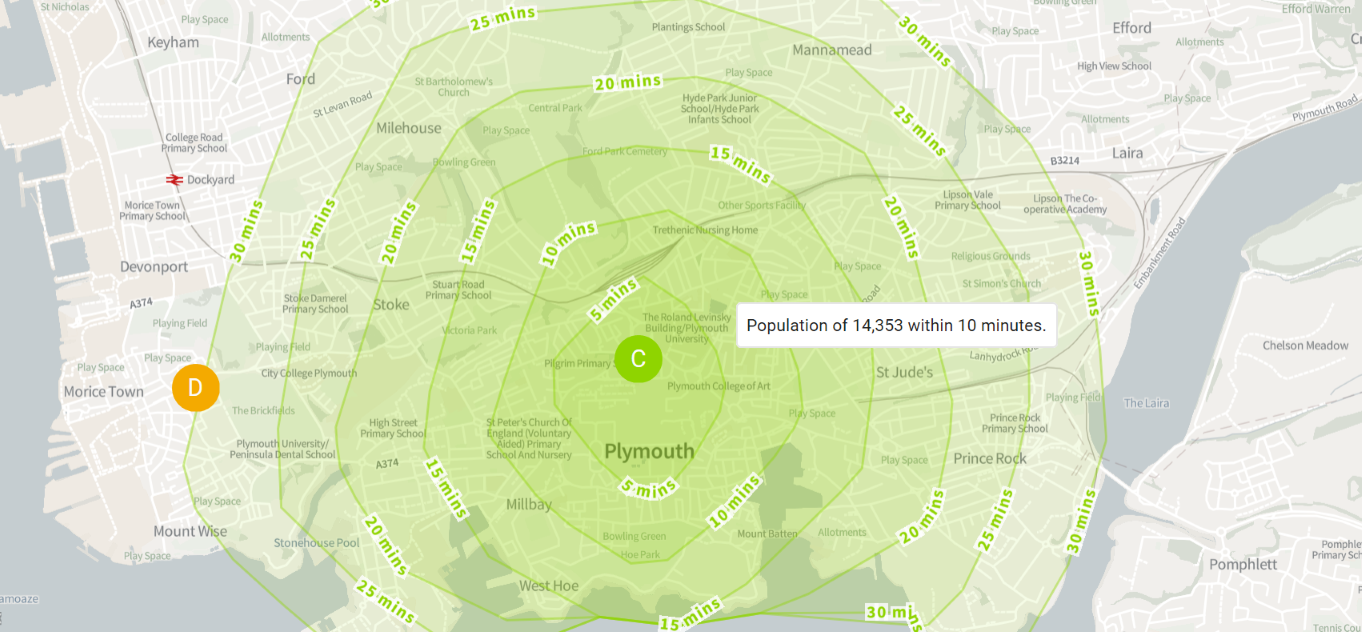 St Nicholas
Play Space
Keyham
Allotments
25 mins
Plantings School
Mannamead
30 mins
Bowling Green
Play Space
Efford
Efford Warren
Allotments
High View School
Ford
St Bartholomew's
Church
20 mins
Play Space
St Levan Road
Central Park
Hyde Park Junior
School/Hyde Park
Infants School
Play Space
Plymouth Road
Milehouse
Play Space
25 mins
Play Space
Allotments
College Road
Primary School
Ford Park Cemetery
15 mins
B3214
Laira
Play Space
Bowling Green
Dockyard
Morice Town
Primary School
30 mins
25 mins
20 mins
15 mins
10 mins
Other Sports Facility
20 mins
Lipson Vale
Primary School
Lipson The Co-
operative Academy
Trethenic Nursing Home
Embankment Road
Devonport
Play Space
Religious Grounds
30 mins
A374
Stoke Damerel
Primary School
Stoke
Stuart Road
Primary School
5 mins
Play Space
Road
St Simon's Church
Playing Field
Victoria Park
The Roland Levinsky
Building/Plymouth
University
Population of 14,353 within 10 minutes.
Playing Field
Play Space
Play Space
City College Plymouth
Pilgrim Primary
C
Lanhydrock
Chelson Meadow
St Jude's
D
Morice Town
Plymouth College of Art
Playing Field
The Laira
The Brickfields
High Street
Primary School
St Peter's Church Of
England (Voluntary
Aided) Primary
School And Nursery
Play Space
Prince Rock
Primary School
Plymouth University/
Peninsula Dental School
A374
Plymouth
Play Space
Prince Rock
15 mins
5 mins
10 mins
Play Space
Millbay
20 mins
25 mins
30 mins
Mount Wise
Play Space
Stonehouse Pool
20 mins
Bowling Green
Hoe Park
Mount Batten
Allotments
Pomphlett
West Hoe
25 mins
15 mins
30 mins